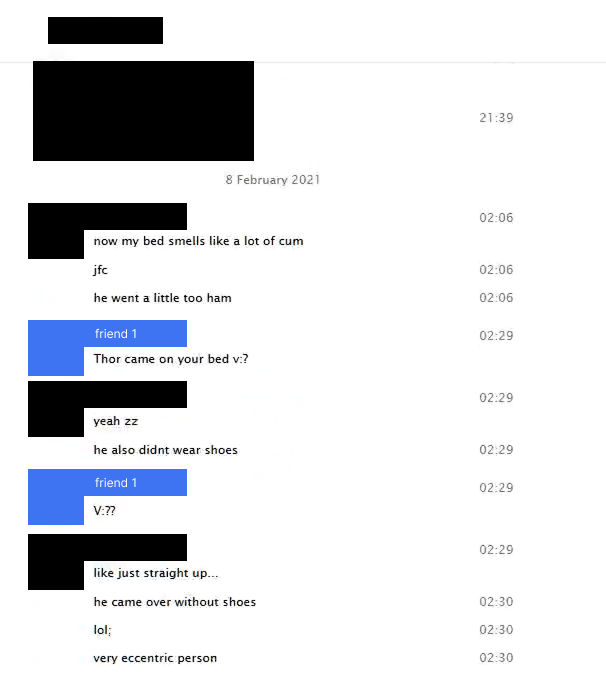 21:39
8 February 2021
02:06
now my bed smells like a lot of cum
jfc 02:06
he went a little too ham 02:06
friend 1 02:29
Thor came on your bed v:?
02:29
yeah zz
he also didnt wear shoes 02:29
friend 1 02:29
V:??
02:29
like just straight up...
he came over without shoes 02:30
lol; 02:30
very eccentric person 02:30